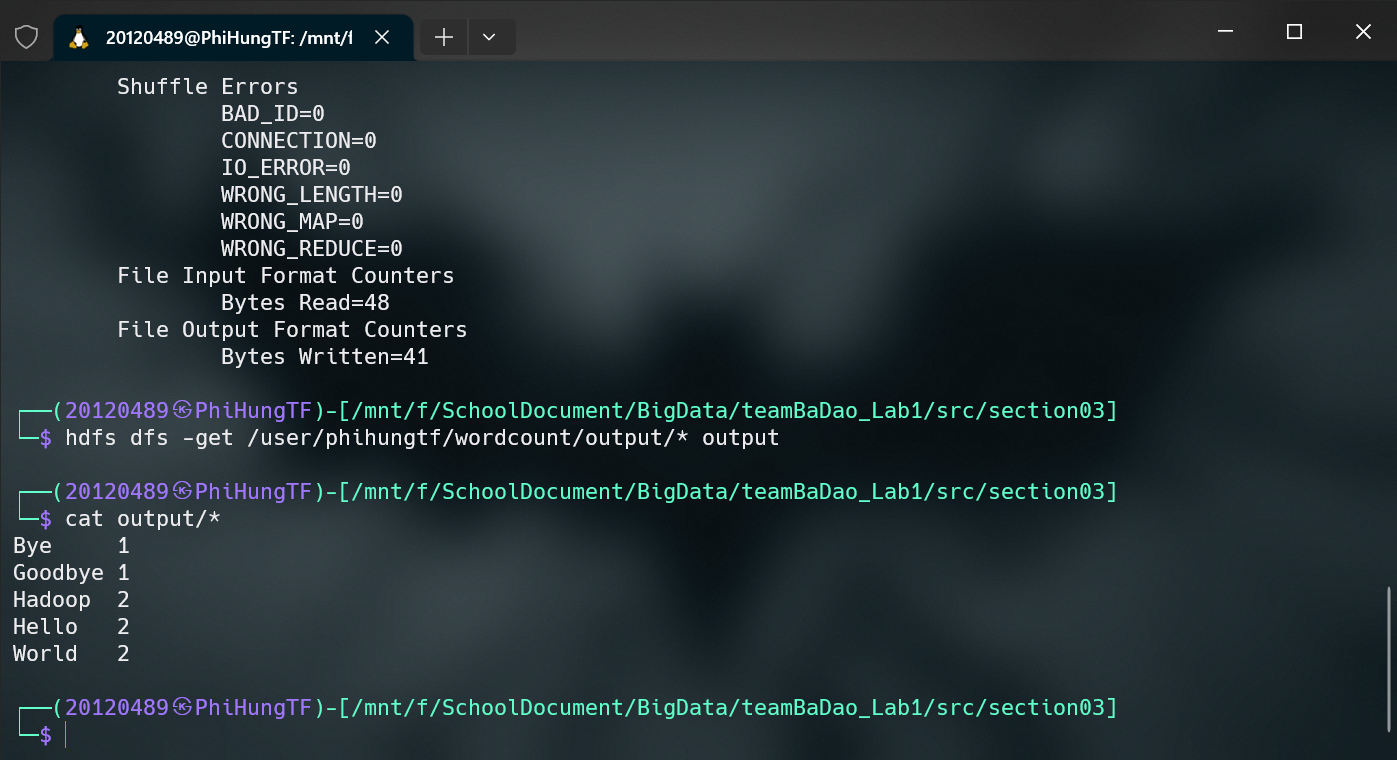 20120489@PhiHungTF: /mnt/f
Shuffle Errors
BAD_ID=0
CONNECTION=0
IO_ERROR=0
WRONG_LENGTH=0
WRONG_MAP=0
WRONG_REDUCE=0
File Input Format Counters
Bytes Read=48
File Output Format Counters
Bytes Written=41
┌──(20120489㉿PhiHungTF)-[/mnt/f/SchoolDocument/BigData/teamBaDao_Lab1/src/section03]
└─$ hdfs dfs -get /user/phihungtf/wordcount/output/* output
┌──(20120489㉿PhiHungTF)-[/mnt/f/SchoolDocument/BigData/teamBaDao_Lab1/src/section03]
└─$ cat output/*
Bye     1
Goodbye 1
Hadoop  2
Hello   2
World   2
┌──(20120489㉿PhiHungTF)-[/mnt/f/SchoolDocument/BigData/teamBaDao_Lab1/src/section03]
└─$